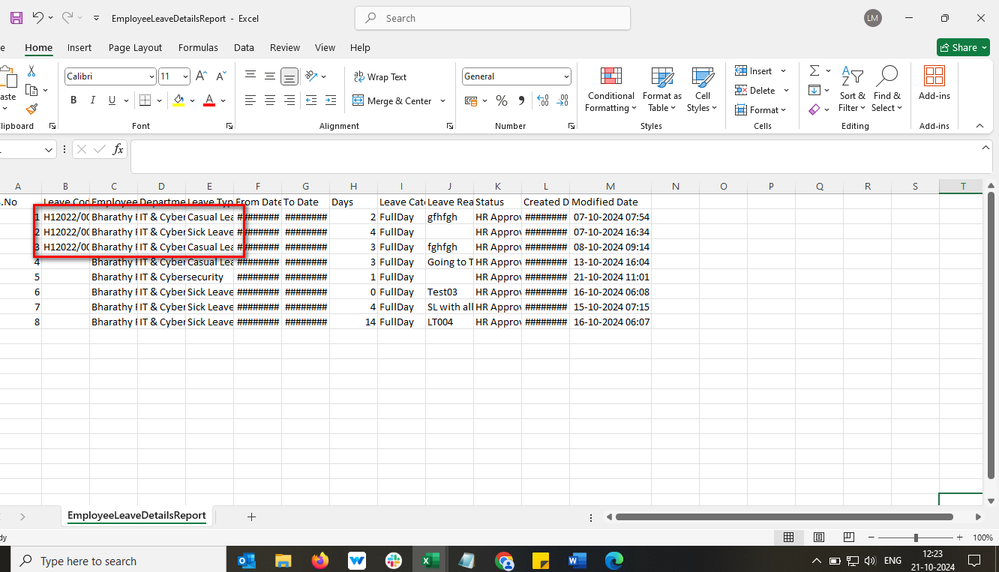 EmployeeLeaveDetailsReport - Excel
Search
LM
e Home Insert Page Layout Formulas Data Review View Help
Share
aste
Calibri 11
B I U
Wrap Text
Merge & Center
General
Conditional Formatting
Format as Table
Cell Styles
Insert
Delete
Format
Sort & Filter
Find & Select
Add-ins
lipboard Font Alignment Number Styles Cells Editing Add-ins
fx
A B C D E F G H I J K L M N O P Q R S T
.No Leave Cod Employee Departme Leave Typ From Date To Date Days Leave Cate Leave Rea Status Created D Modified Date
1 H12022/00 Bharathy IT & Cyber Casual Lea ######## ######## 2 FullDay gfhfgh HR Approv ######## 07-10-2024 07:54
2 H12022/00 Bharathy IT & Cyber Sick Leave ######## ######## 4 FullDay HR Approv ######## 07-10-2024 16:34
3 H12022/00 Bharathy IT & Cyber Casual Lea ######## ######## 3 FullDay fghfgh HR Approv ######## 08-10-2024 09:14
4 Bharathy IT & Cyber Casual Lea ######## ######## 3 FullDay Going to T HR Approv ######## 13-10-2024 16:04
5 Bharathy IT & Cybersecurity ######## ######## 1 FullDay HR Approv ######## 21-10-2024 11:01
6 Bharathy IT & Cyber Sick Leave ######## ######## 0 FullDay Test03 HR Approv ######## 16-10-2024 06:08
7 Bharathy IT & Cyber Sick Leave ######## ######## 4 FullDay SL with all HR Approv ######## 15-10-2024 07:15
8 Bharathy IT & Cyber Sick Leave ######## ######## 14 FullDay LT004 HR Approv ######## 16-10-2024 06:07
EmployeeLeaveDetailsReport
dy
100%
Type here to search
ENG
12:23
21-10-2024